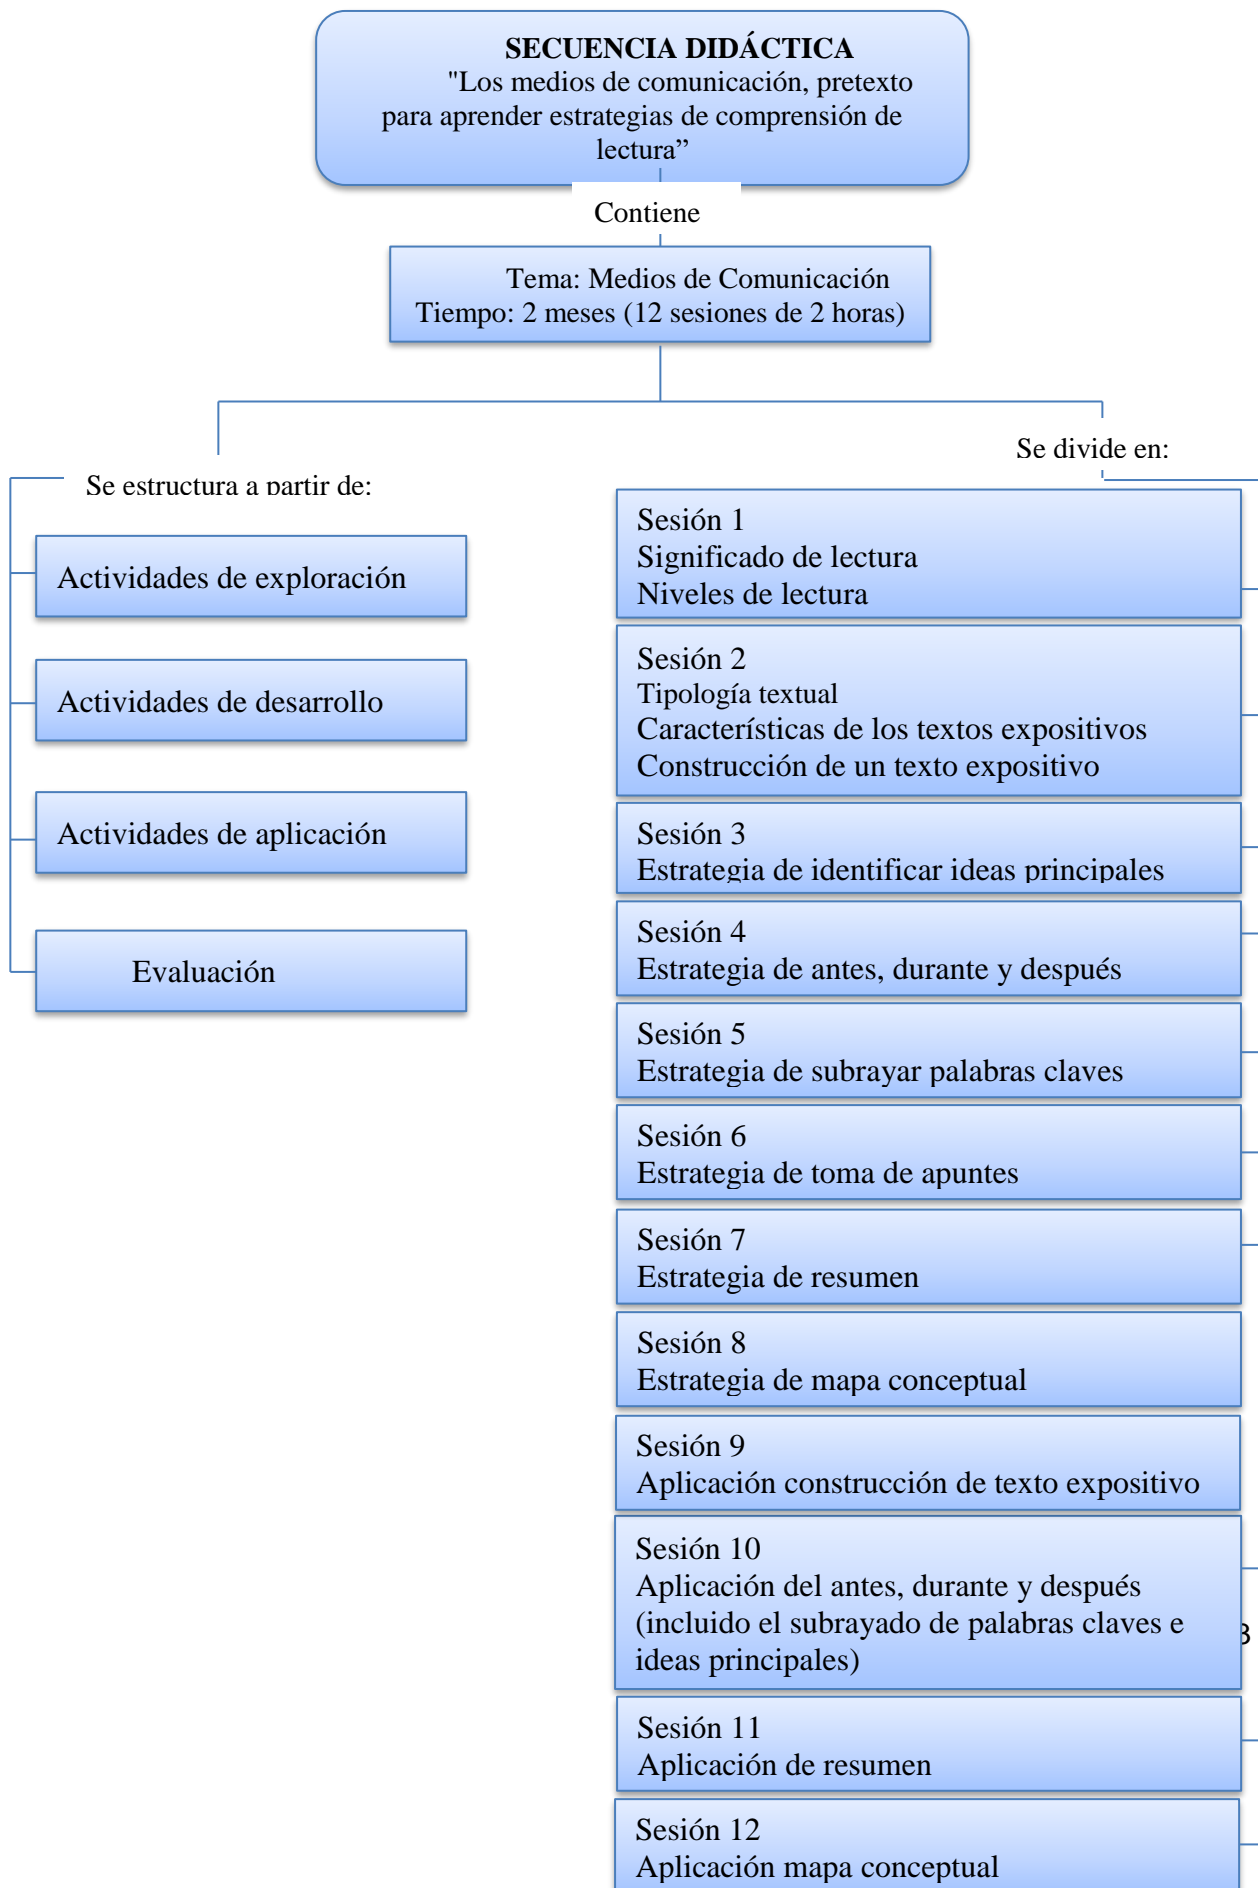 SECUENCIA DIDÁCTICA
"Los medios de comunicación, pretexto
para aprender estrategias de comprensión de
lectura”
Contiene
Tema: Medios de Comunicación
Tiempo: 2 meses (12 sesiones de 2 horas)
Se estructura a partir de:
Actividades de exploración
Actividades de desarrollo
Actividades de aplicación
Evaluación
Se divide en:
Sesión 1
Significado de lectura
Niveles de lectura
Sesión 2
Tipología textual
Características de los textos expositivos
Construcción de un texto expositivo
Sesión 3
Estrategia de identificar ideas principales
Sesión 4
Estrategia de antes, durante y después
Sesión 5
Estrategia de subrayar palabras claves
Sesión 6
Estrategia de toma de apuntes
Sesión 7
Estrategia de resumen
Sesión 8
Estrategia de mapa conceptual
Sesión 9
Aplicación construcción de texto expositivo
Sesión 10
Aplicación del antes, durante y después
(incluido el subrayado de palabras claves e
ideas principales)
Sesión 11
Aplicación de resumen
Sesión 12
Aplicación mapa conceptual